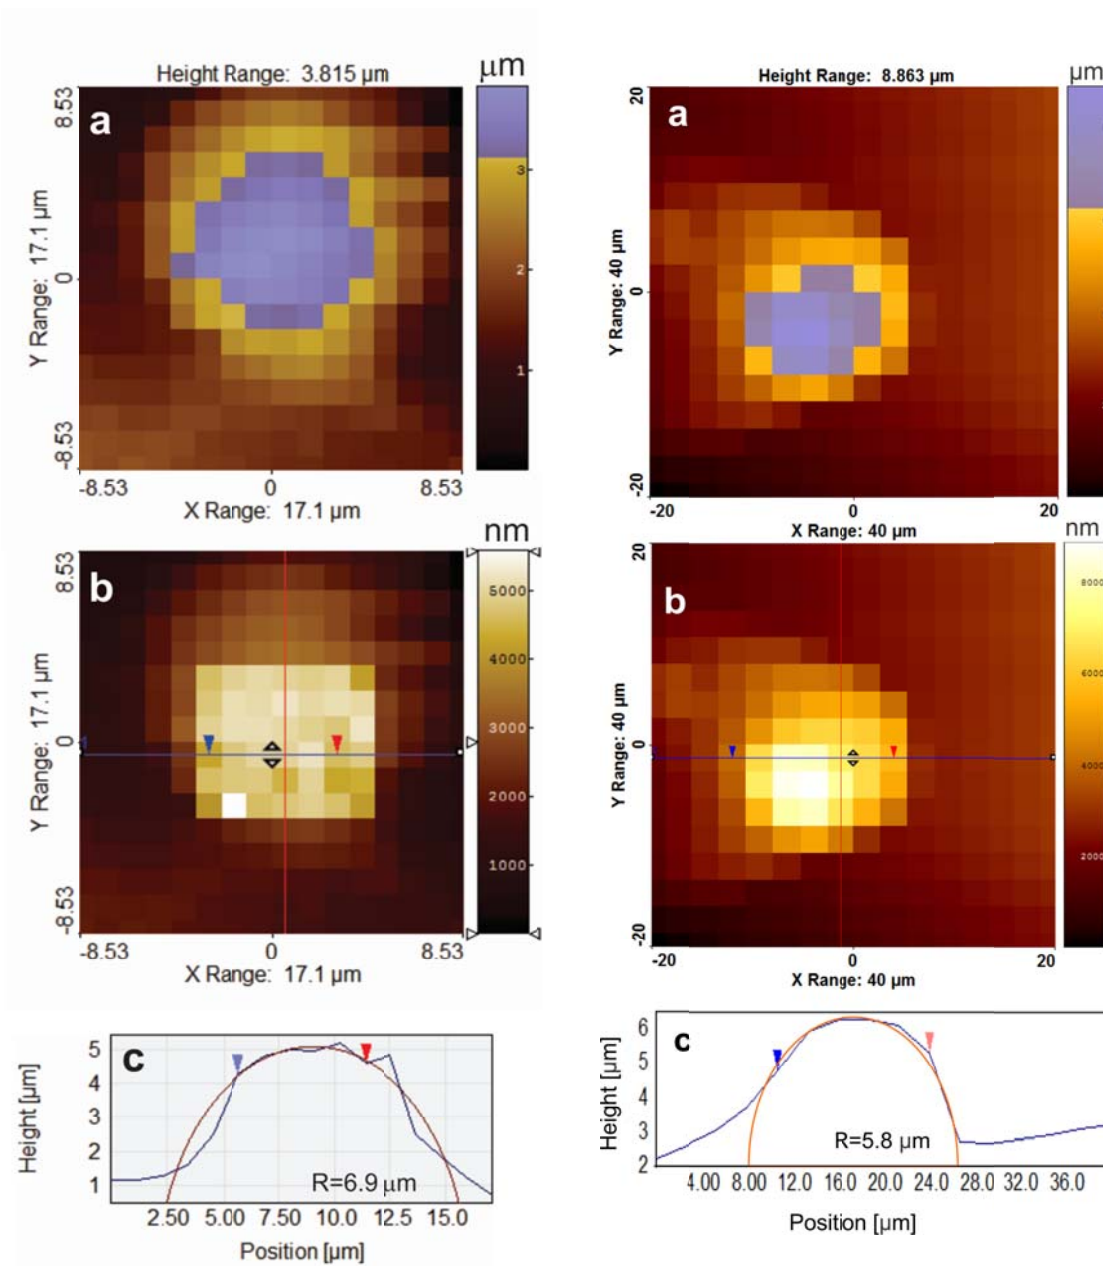 Height Range: 3.815 µm
µm
a
8.53
0
-8.53
Y Range: 17.1 µm
3
2
1
-8.53
0
8.53
X Range: 17.1 µm
nm
b
8.53
0
-8.53
Y Range: 17.1 µm
5000
4000
3000
2000
1000
-8.53
0
8.53
X Range: 17.1 µm
c
Height [µm]
5
4
3
2
1
R=6.9 µm
2.50 5.00 7.50 10.0 12.5 15.0
Position [µm]
Height Range: 8.863 µm
µm
a
20
0
-20
Y Range: 40 µm
-20
0
20
X Range: 40 µm
nm
b
20
0
-20
Y Range: 40 µm
8000
6000
4000
2000
-20
0
20
X Range: 40 µm
c
Height [µm]
6
5
4
3
2
R=5.8 µm
4.00 8.00 12.0 16.0 20.0 24.0 28.0 32.0 36.0
Position [µm]